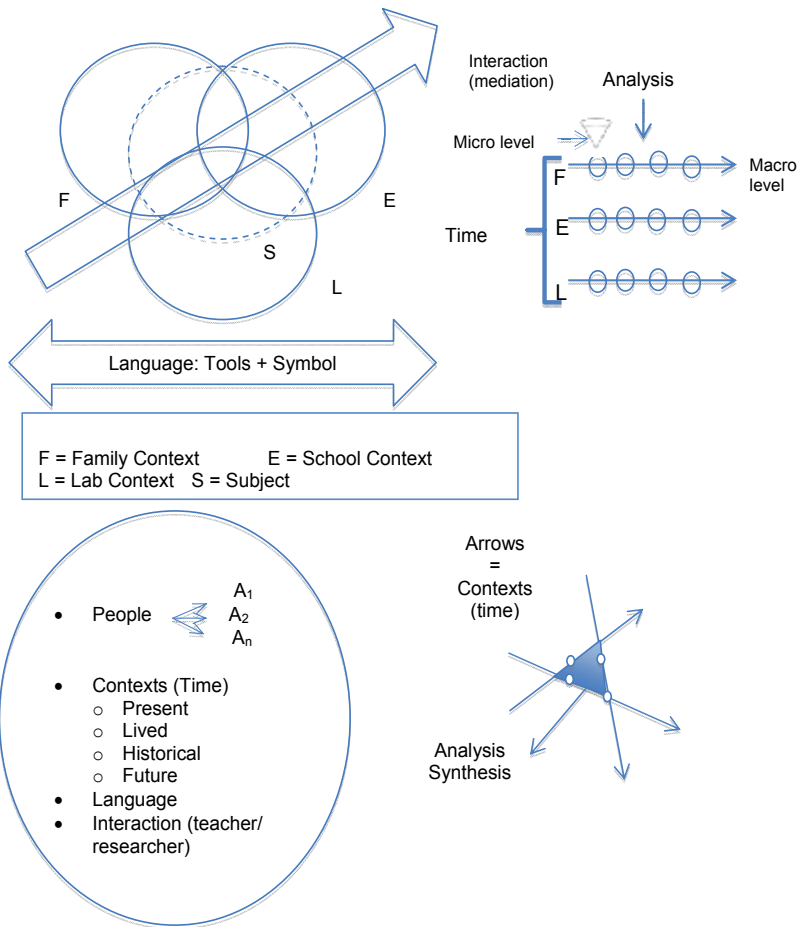 Interaction
(mediation)
Analysis
Micro level
Macro
level
F
E
S
L
Time
F
E
L
Language: Tools + Symbol
F = Family Context E = School Context
L = Lab Context S = Subject
• People
A1
A2
An
• Contexts (Time)
o Present
o Lived
o Historical
o Future
• Language
• Interaction (teacher/
researcher)
Arrows
=
Contexts
(time)
Analysis
Synthesis